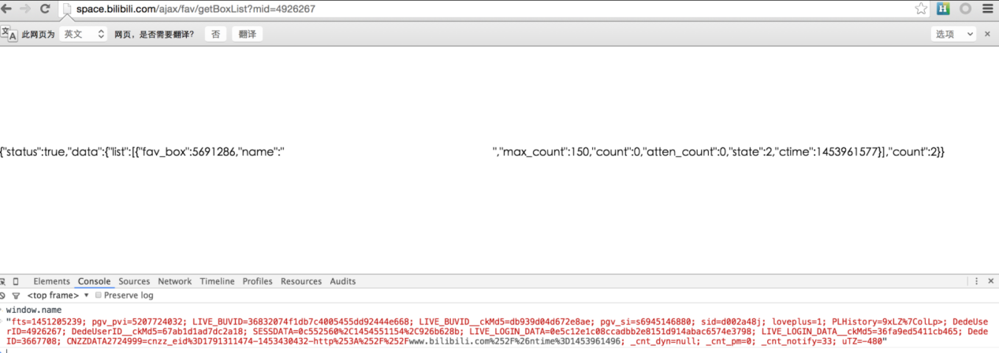 space.bilibili.com/ajax/fav/getBoxList?mid=4926267
此网页为 英文 网页，是否需要翻译？ 否 翻译 选项
{"status":true,"data":{"list":[{"fav_box":5691286,"name":" ","max_count":150,"count":0,"atten_count":0,"state":2,"ctime":1453961577}],"count":2}}
Elements Console Sources Network Timeline Profiles Resources Audits
<top frame> Preserve log
window.name
"fts=1451205239; pgv_pvi=5207724032; LIVE_BUVID=36832074f1db7c4005455dd92444e668; LIVE_BUVID__ckMd5=db939d04d672e8ae; pgv_si=s6945146880; sid=d002a48j; loveplus=1; PLHistory=9xLZ%7ColLp>; DedeUs
erID=4926267; DedeUserID__ckMd5=67ab1d1ad7dc2a18; SESSDATA=0c552560%2C1454551154%2C926b628b; LIVE_LOGIN_DATA=0e5c12e1c08ccadbb2e8151d914abac6574e3798; LIVE_LOGIN_DATA__ckMd5=36fa9ed5411cb465; Dede
ID=3667708; CNZZDATA2724999=cnzz_eid%3D1791311474-1453430432-http%253A%252F%252Fwww.bilibili.com%252F%26ntime%3D1453961496; _cnt_dyn=null; _cnt_pm=0; _cnt_notify=33; uTZ=-480"